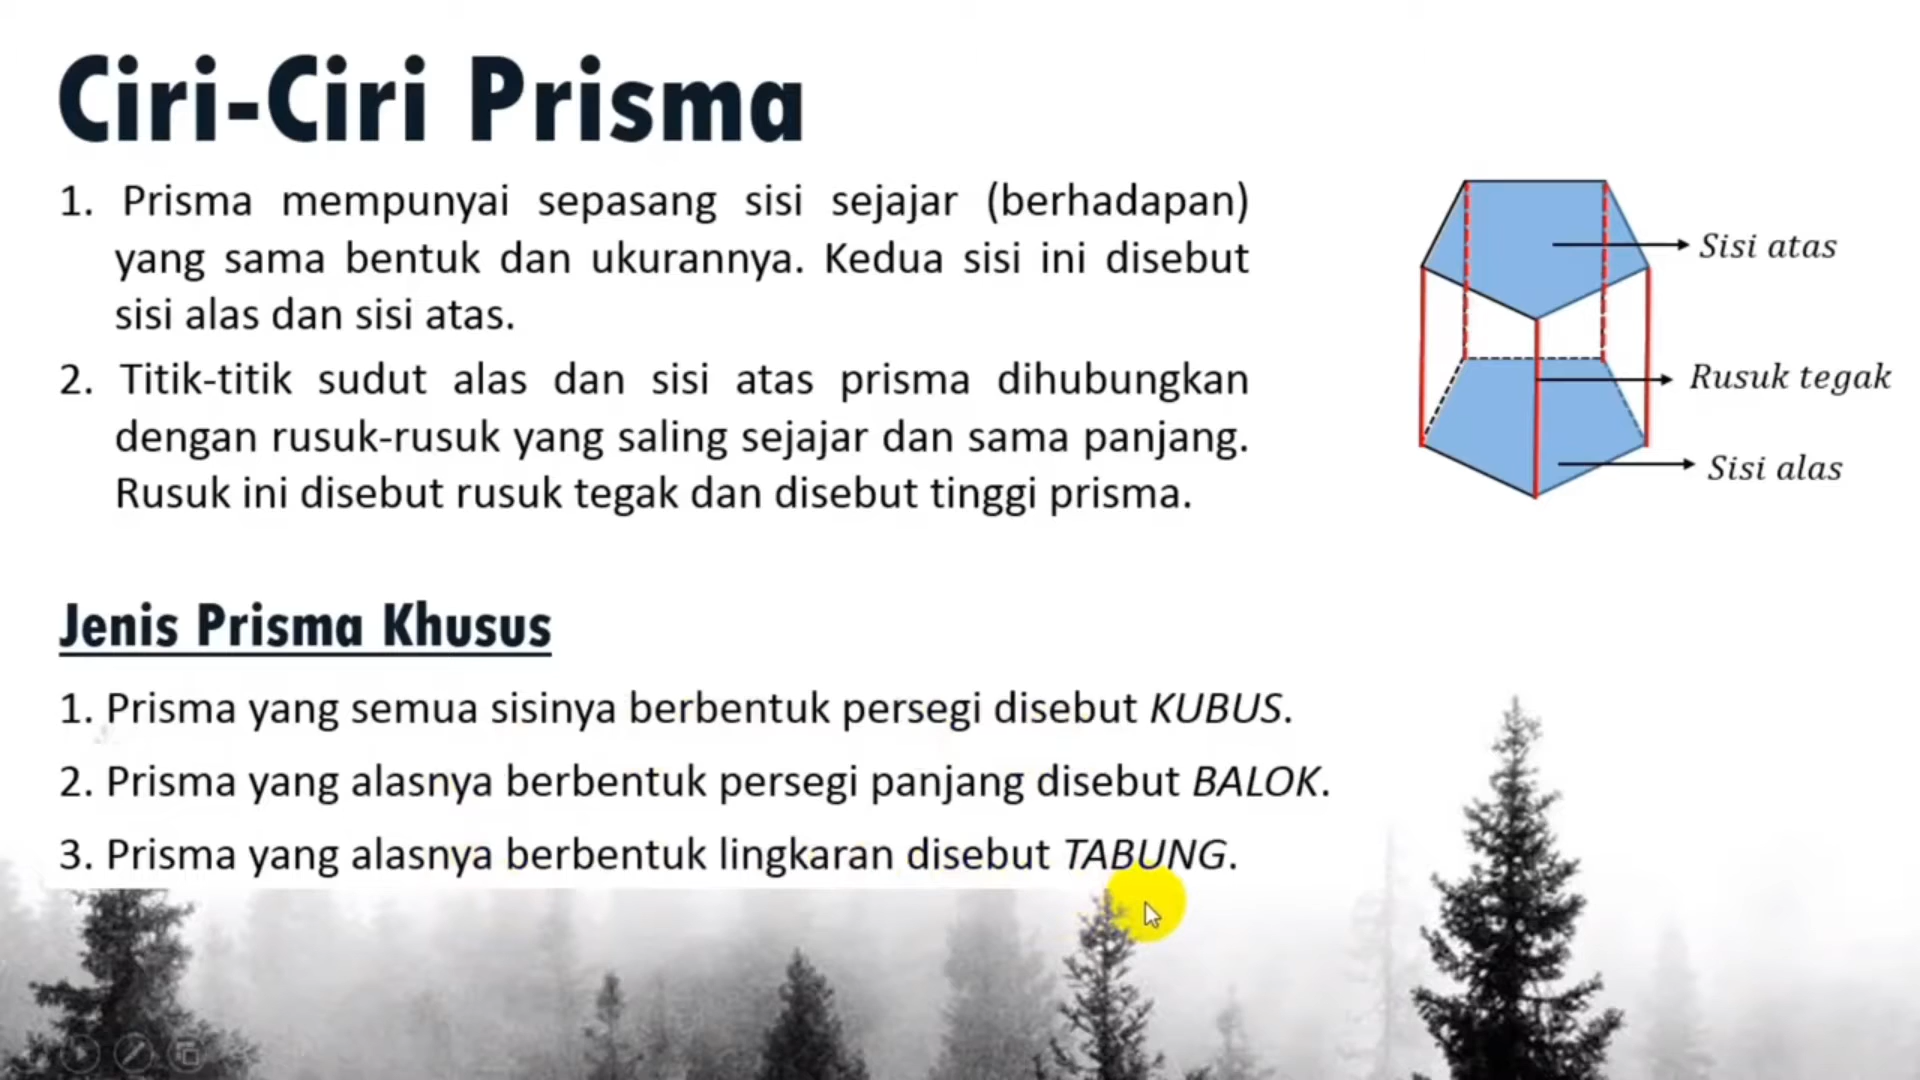 Ciri-Ciri Prisma
1. Prisma mempunyai sepasang sisi sejajar (berhadapan)
yang sama bentuk dan ukurannya. Kedua sisi ini disebut
sisi alas dan sisi atas.
2. Titik-titik sudut alas dan sisi atas prisma dihubungkan
dengan rusuk-rusuk yang saling sejajar dan sama panjang.
Rusuk ini disebut rusuk tegak dan disebut tinggi prisma.
Sisi atas
Rusuk tegak
Sisi alas
Jenis Prisma Khusus
1. Prisma yang semua sisinya berbentuk persegi disebut KUBUS.
2. Prisma yang alasnya berbentuk persegi panjang disebut BALOK.
3. Prisma yang alasnya berbentuk lingkaran disebut TABUNG.